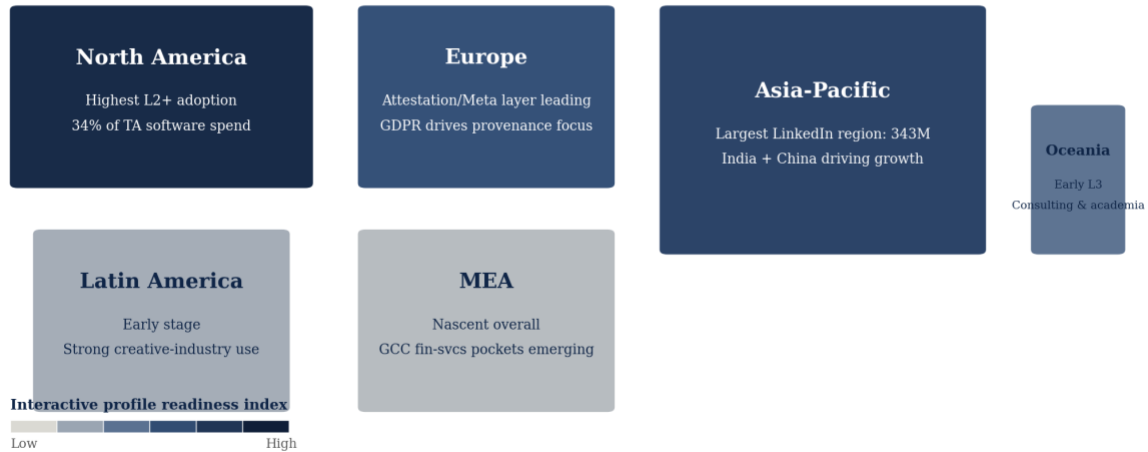 North America
Highest L2+ adoption
34% of TA software spend
Europe
Attestation/Meta layer leading
GDPR drives provenance focus
Asia-Pacific
Largest LinkedIn region: 343M
India + China driving growth
Oceania
Early L3
Consulting & academia
Latin America
Early stage
Strong creative-industry use
MEA
Nascent overall
GCC fin-svcs pockets emerging
Interactive profile readiness index
Low
High